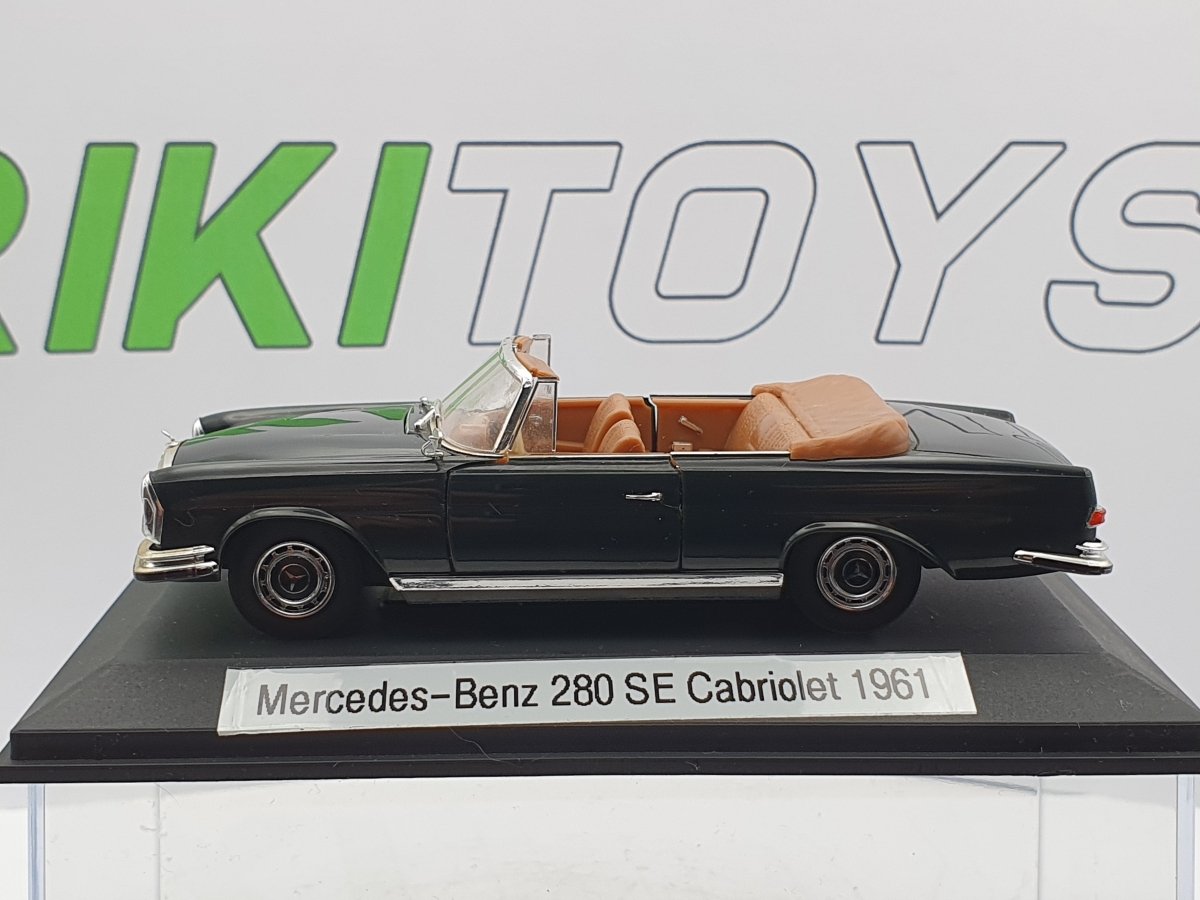 RIKITOYS
Mercedes-Benz 280 SE Cabriolet 1961